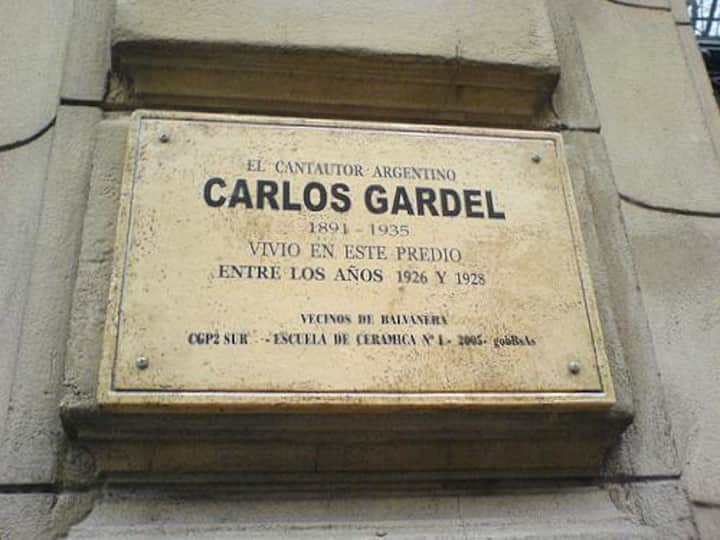 EL CANTAUTOR ARGENTINO
CARLOS GARDEL
1891 - 1935
VIVIO EN ESTE PREDIO
ENTRE LOS AÑOS 1926 Y 1928
VECINOS DE BALVANERA
CGP2 SUR - ESCUELA DE CERAMICA Nº 1 - 2005- gobBsAs